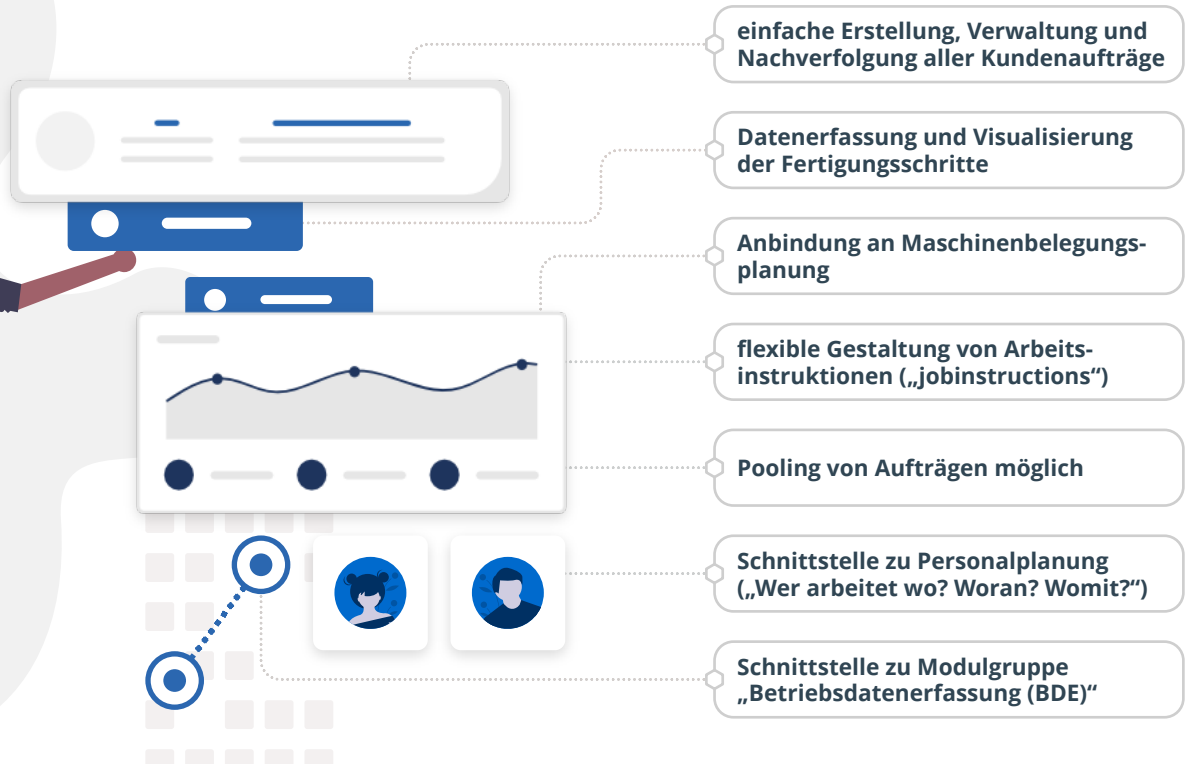 einfache Erstellung, Verwaltung und
Nachverfolgung aller Kundenaufträge
Datenerfassung und Visualisierung
der Fertigungsschritte
Anbindung an Maschinenbelegungs-
planung
flexible Gestaltung von Arbeits-
instruktionen („jobinstructions“)
Pooling von Aufträgen möglich
Schnittstelle zu Personalplanung
(„Wer arbeitet wo? Woran? Womit?“)
Schnittstelle zu Modulgruppe
„Betriebsdatenerfassung (BDE)“